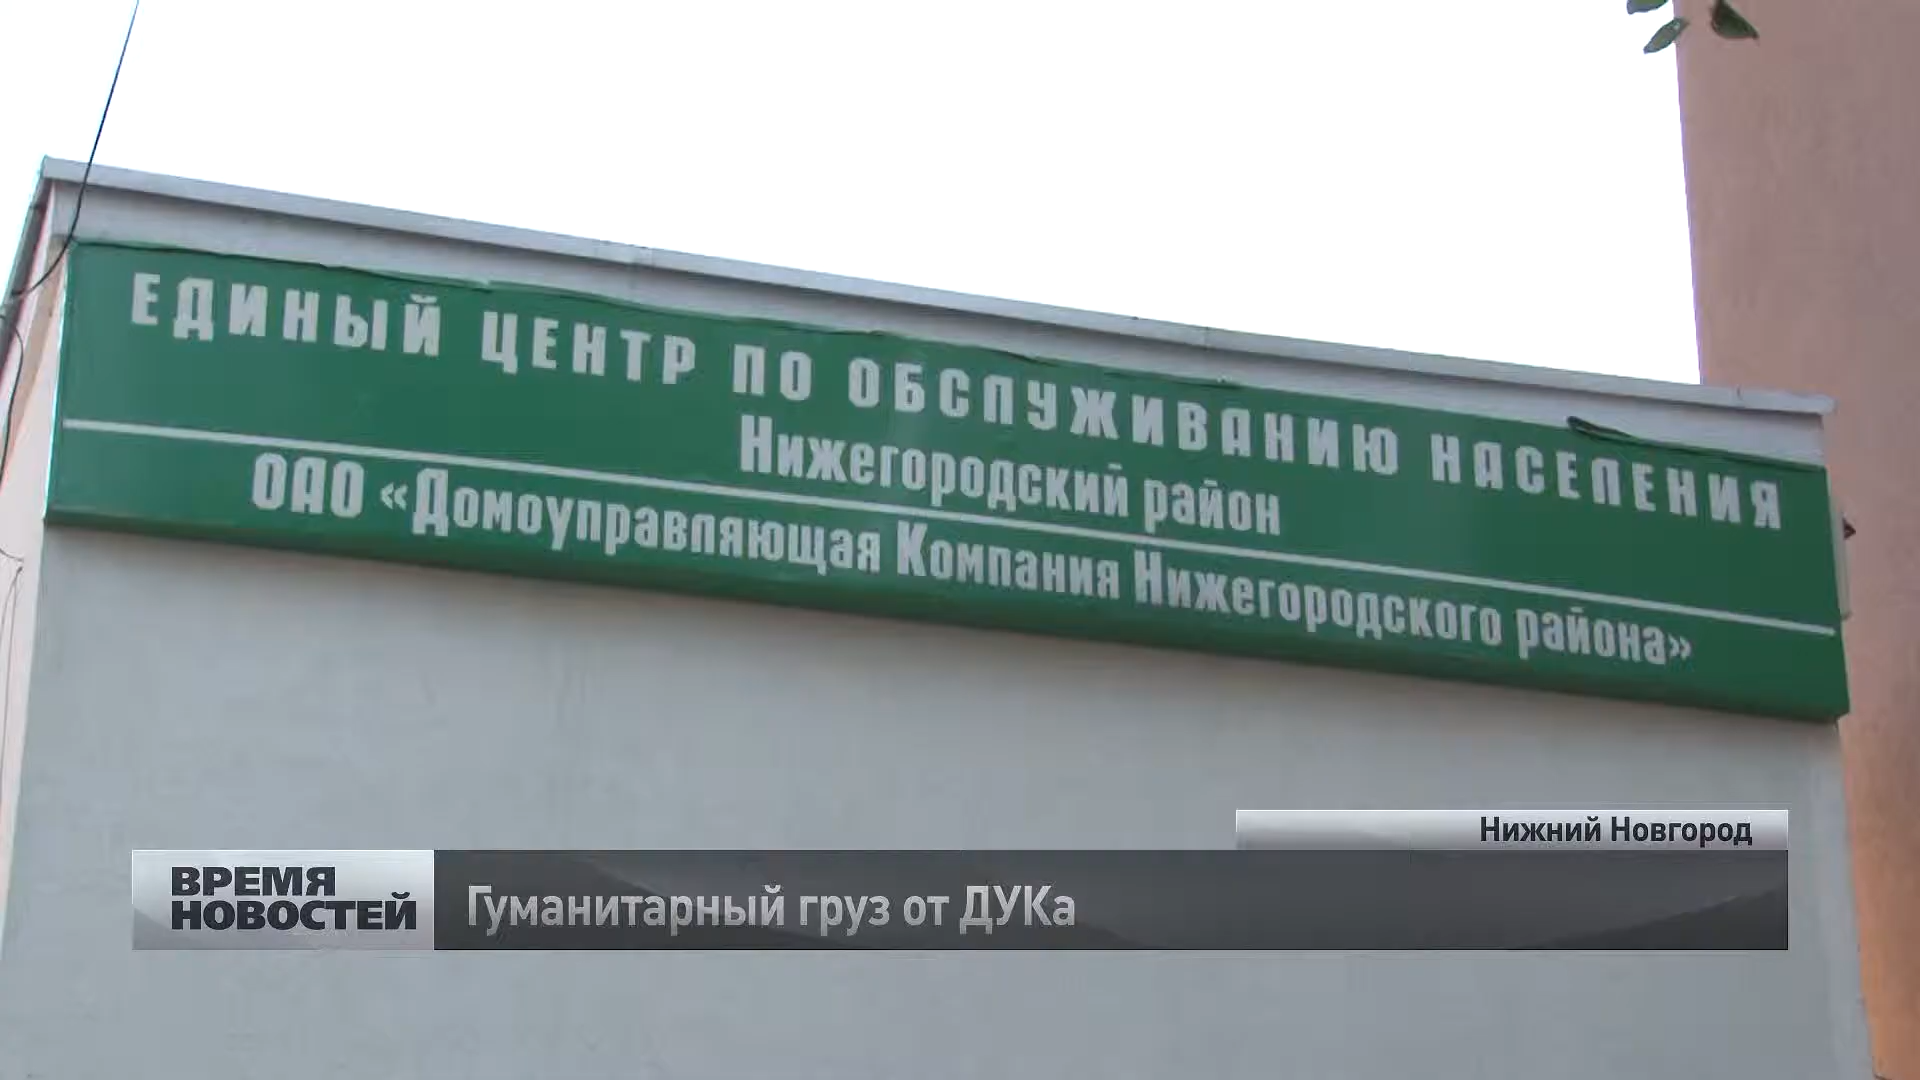 ЕДИНЫЙ ЦЕНТР ПО ОБСЛУЖИВАНИЮ НАСЕЛЕНИЯ
Нижегородский район
ОАО «Домоуправляющая Компания Нижегородского района»
Нижний Новгород
ВРЕМЯ
НОВОСТЕЙ
Гуманитарный груз от ДУКа